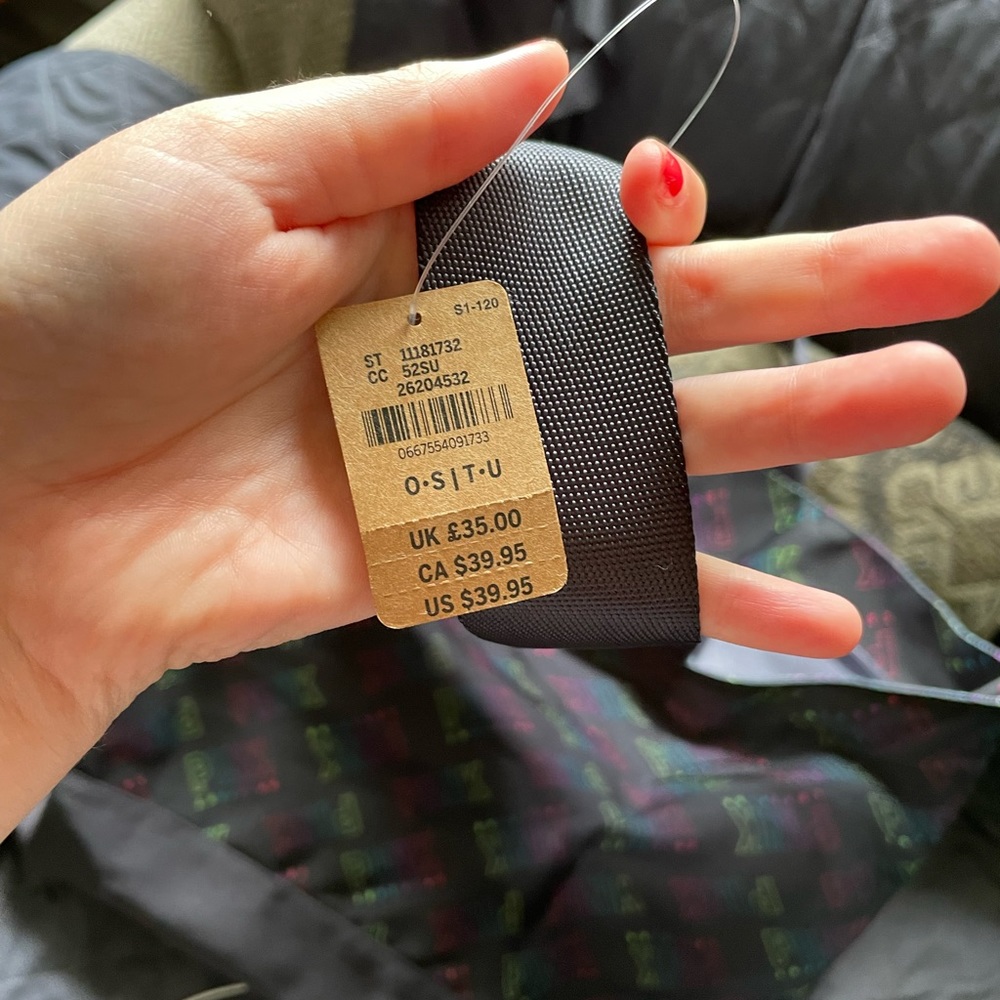 S1-120
ST 11181732
CC 52SU
26204532
0667554091733
O•S|T•U
UK £35.00
CA $39.95
US $39.95